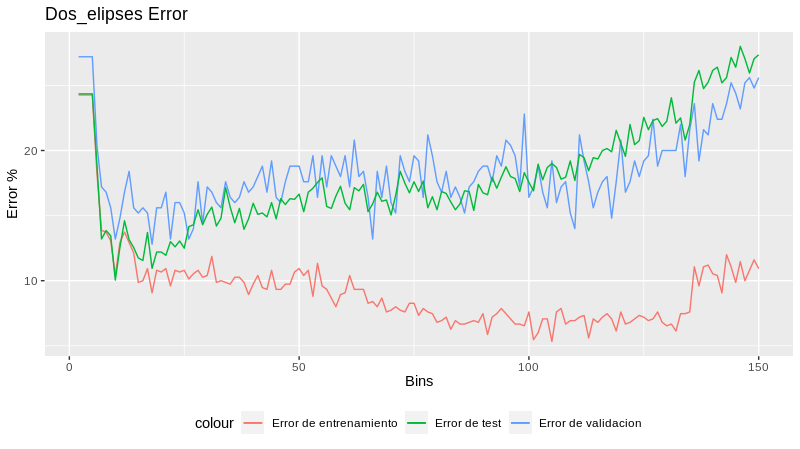 Dos_elipses Error
Error %
20
10
0
50
100
150
Bins
colour
Error de entrenamiento
Error de test
Error de validacion